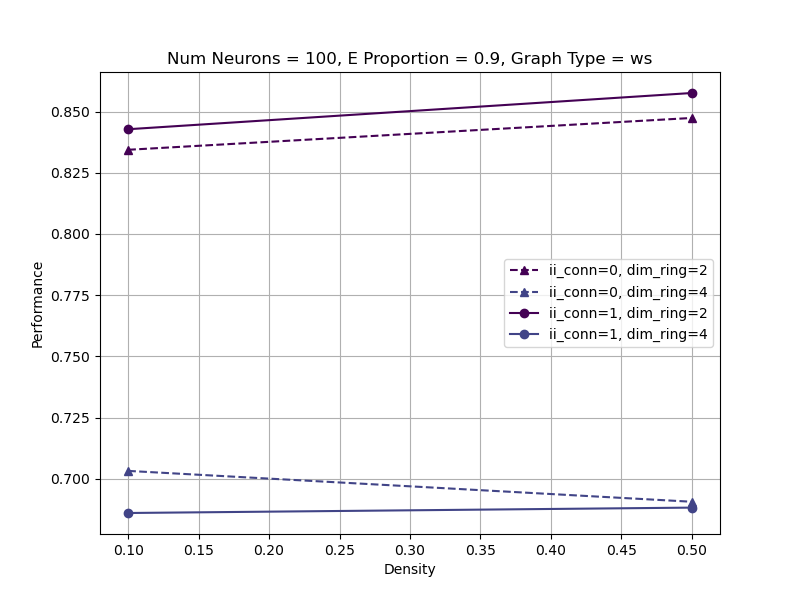 Num Neurons = 100, E Proportion = 0.9, Graph Type = ws
Performance
0.850
0.825
0.800
0.775
0.750
0.725
0.700
ii_conn=0, dim_ring=2
ii_conn=0, dim_ring=4
ii_conn=1, dim_ring=2
ii_conn=1, dim_ring=4
0.10 0.15 0.20 0.25 0.30 0.35 0.40 0.45 0.50
Density